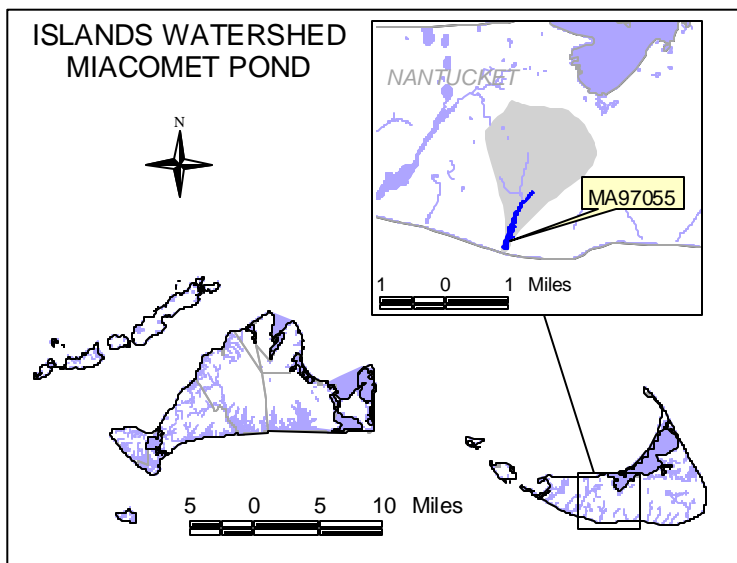 ISLANDS WATERSHED
MIACOMET POND
N
NANTUCKET
MA97055
1 0 1 Miles
5 0 5 10 Miles